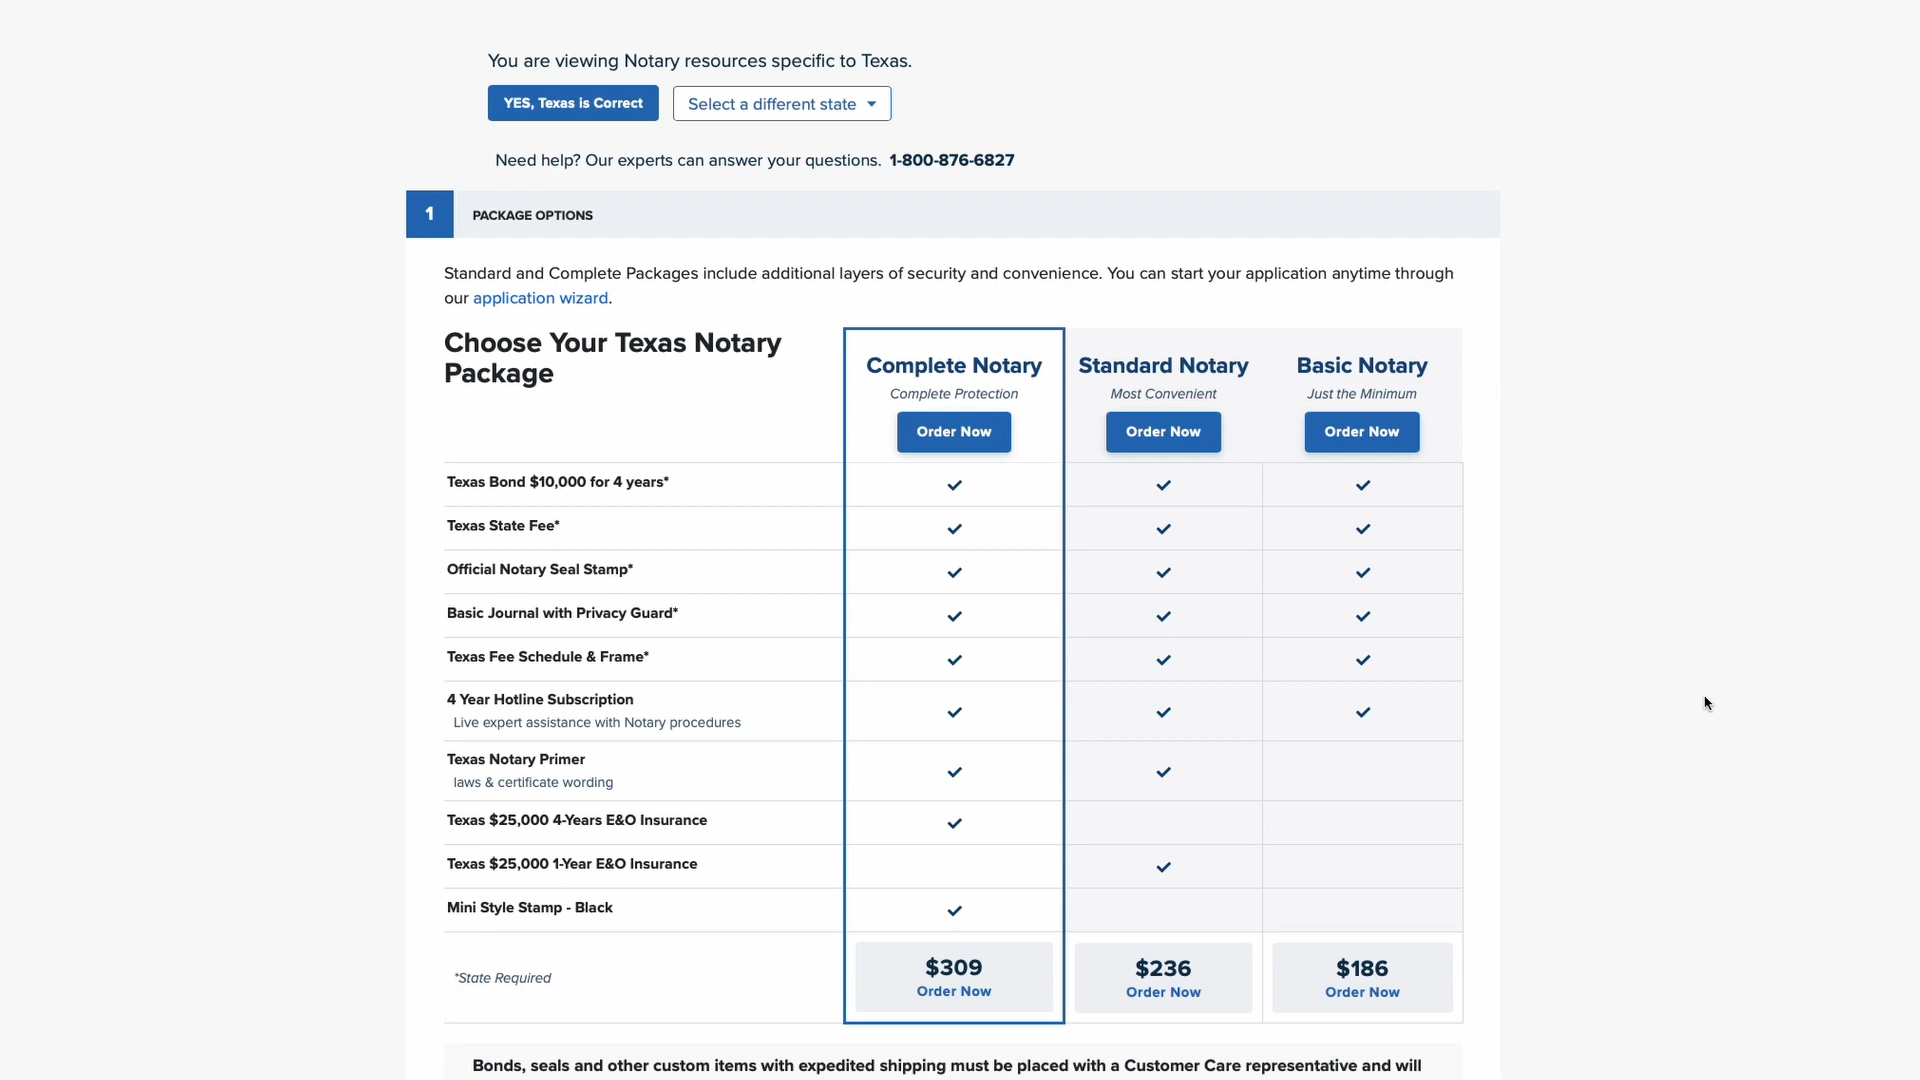 You are viewing Notary resources specific to Texas.
YES, Texas is Correct
Select a different state
Need help? Our experts can answer your questions. 1-800-876-6827
1
PACKAGE OPTIONS
Standard and Complete Packages include additional layers of security and convenience. You can start your application anytime through
our application wizard.
Choose Your Texas Notary
Package
Complete Notary
Complete Protection
Order Now
Standard Notary
Most Convenient
Order Now
Basic Notary
Just the Minimum
Order Now
Texas Bond $10,000 for 4 years*
Texas State Fee*
Official Notary Seal Stamp*
Basic Journal with Privacy Guard*
Texas Fee Schedule & Frame*
4 Year Hotline Subscription
Live expert assistance with Notary procedures
Texas Notary Primer
laws & certificate wording
Texas $25,000 4-Years E&O Insurance
Texas $25,000 1-Year E&O Insurance
Mini Style Stamp - Black
*State Required
$309
Order Now
$236
Order Now
$186
Order Now
Bonds, seals and other custom items with expedited shipping must be placed with a Customer Care representative and will